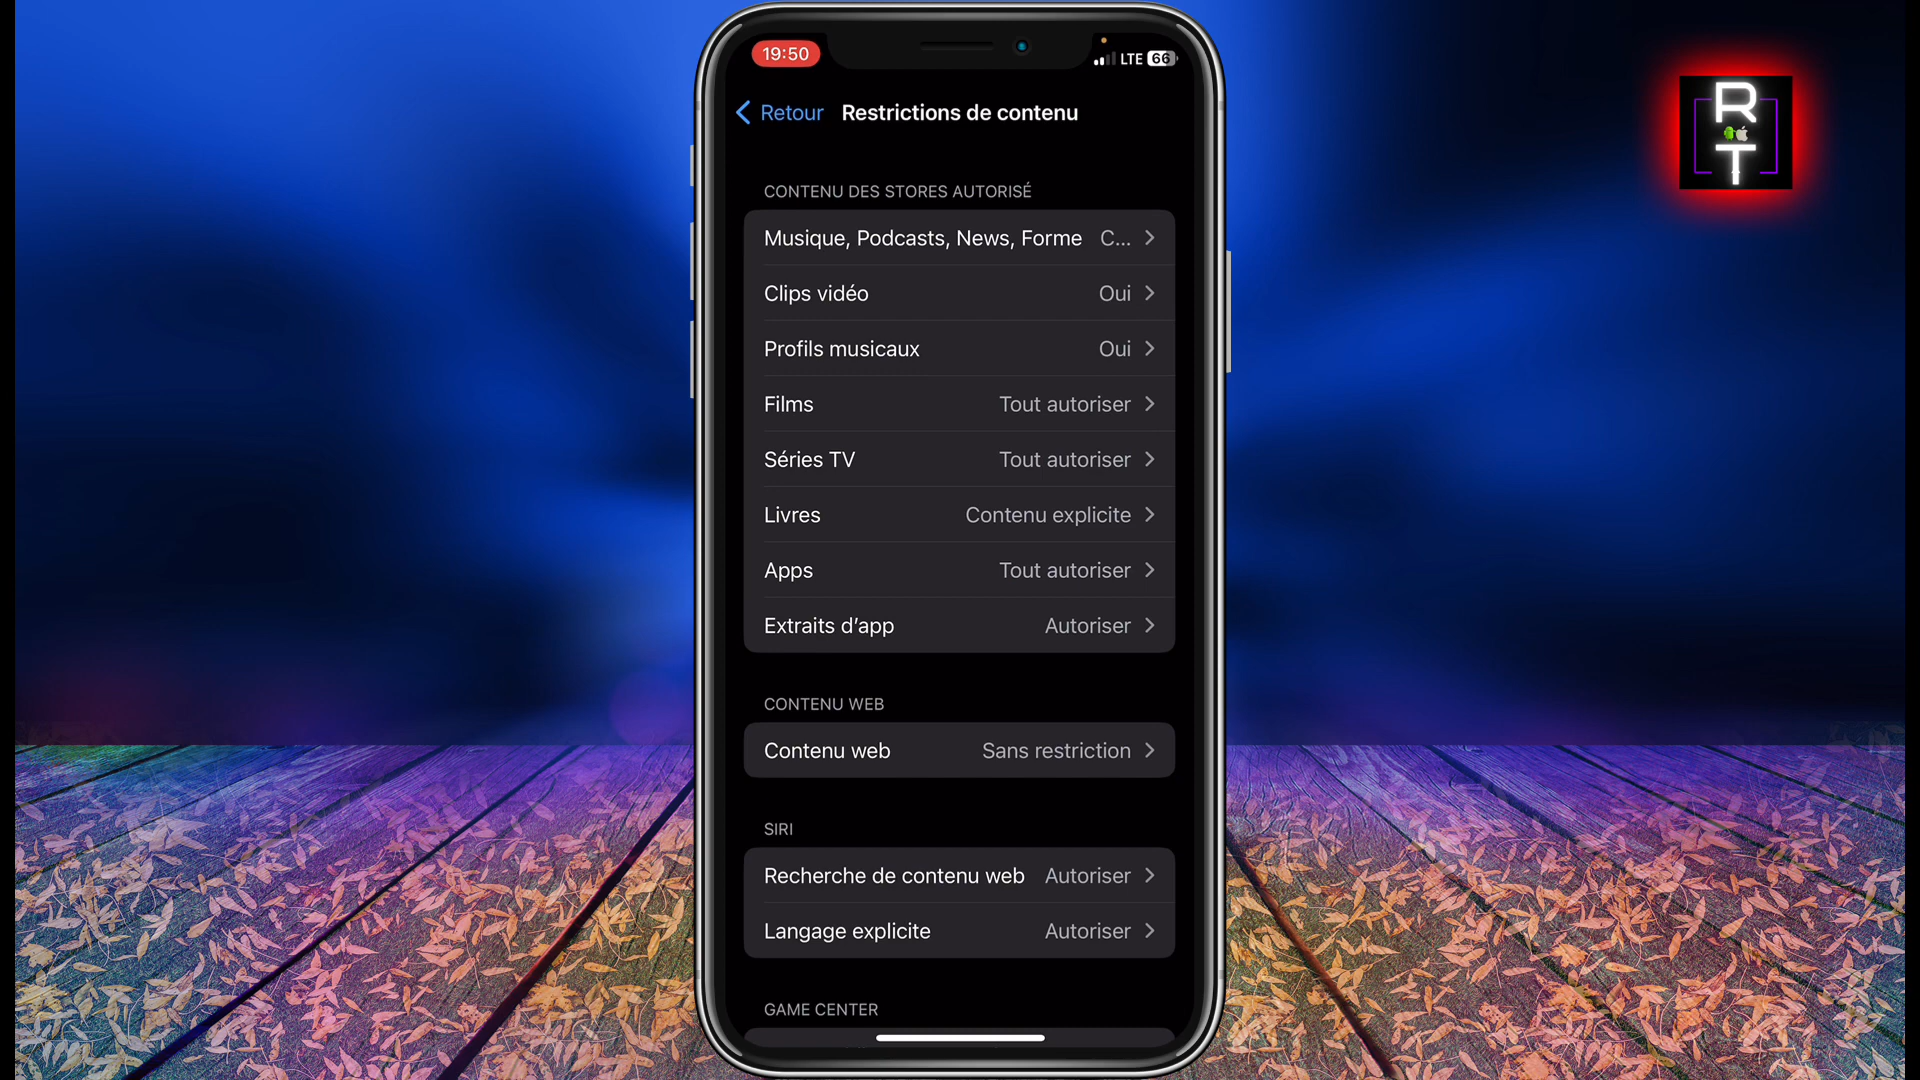 19:50
LTE 66
Retour Restrictions de contenu
CONTENU DES STORES AUTORISÉ
Musique, Podcasts, News, Forme C...
Clips vidéo Oui
Profils musicaux Oui
Films Tout autoriser
Séries TV Tout autoriser
Livres Contenu explicite
Apps Tout autoriser
Extraits d’app Autoriser
CONTENU WEB
Contenu web Sans restriction
SIRI
Recherche de contenu web Autoriser
Langage explicite Autoriser
GAME CENTER
R
T